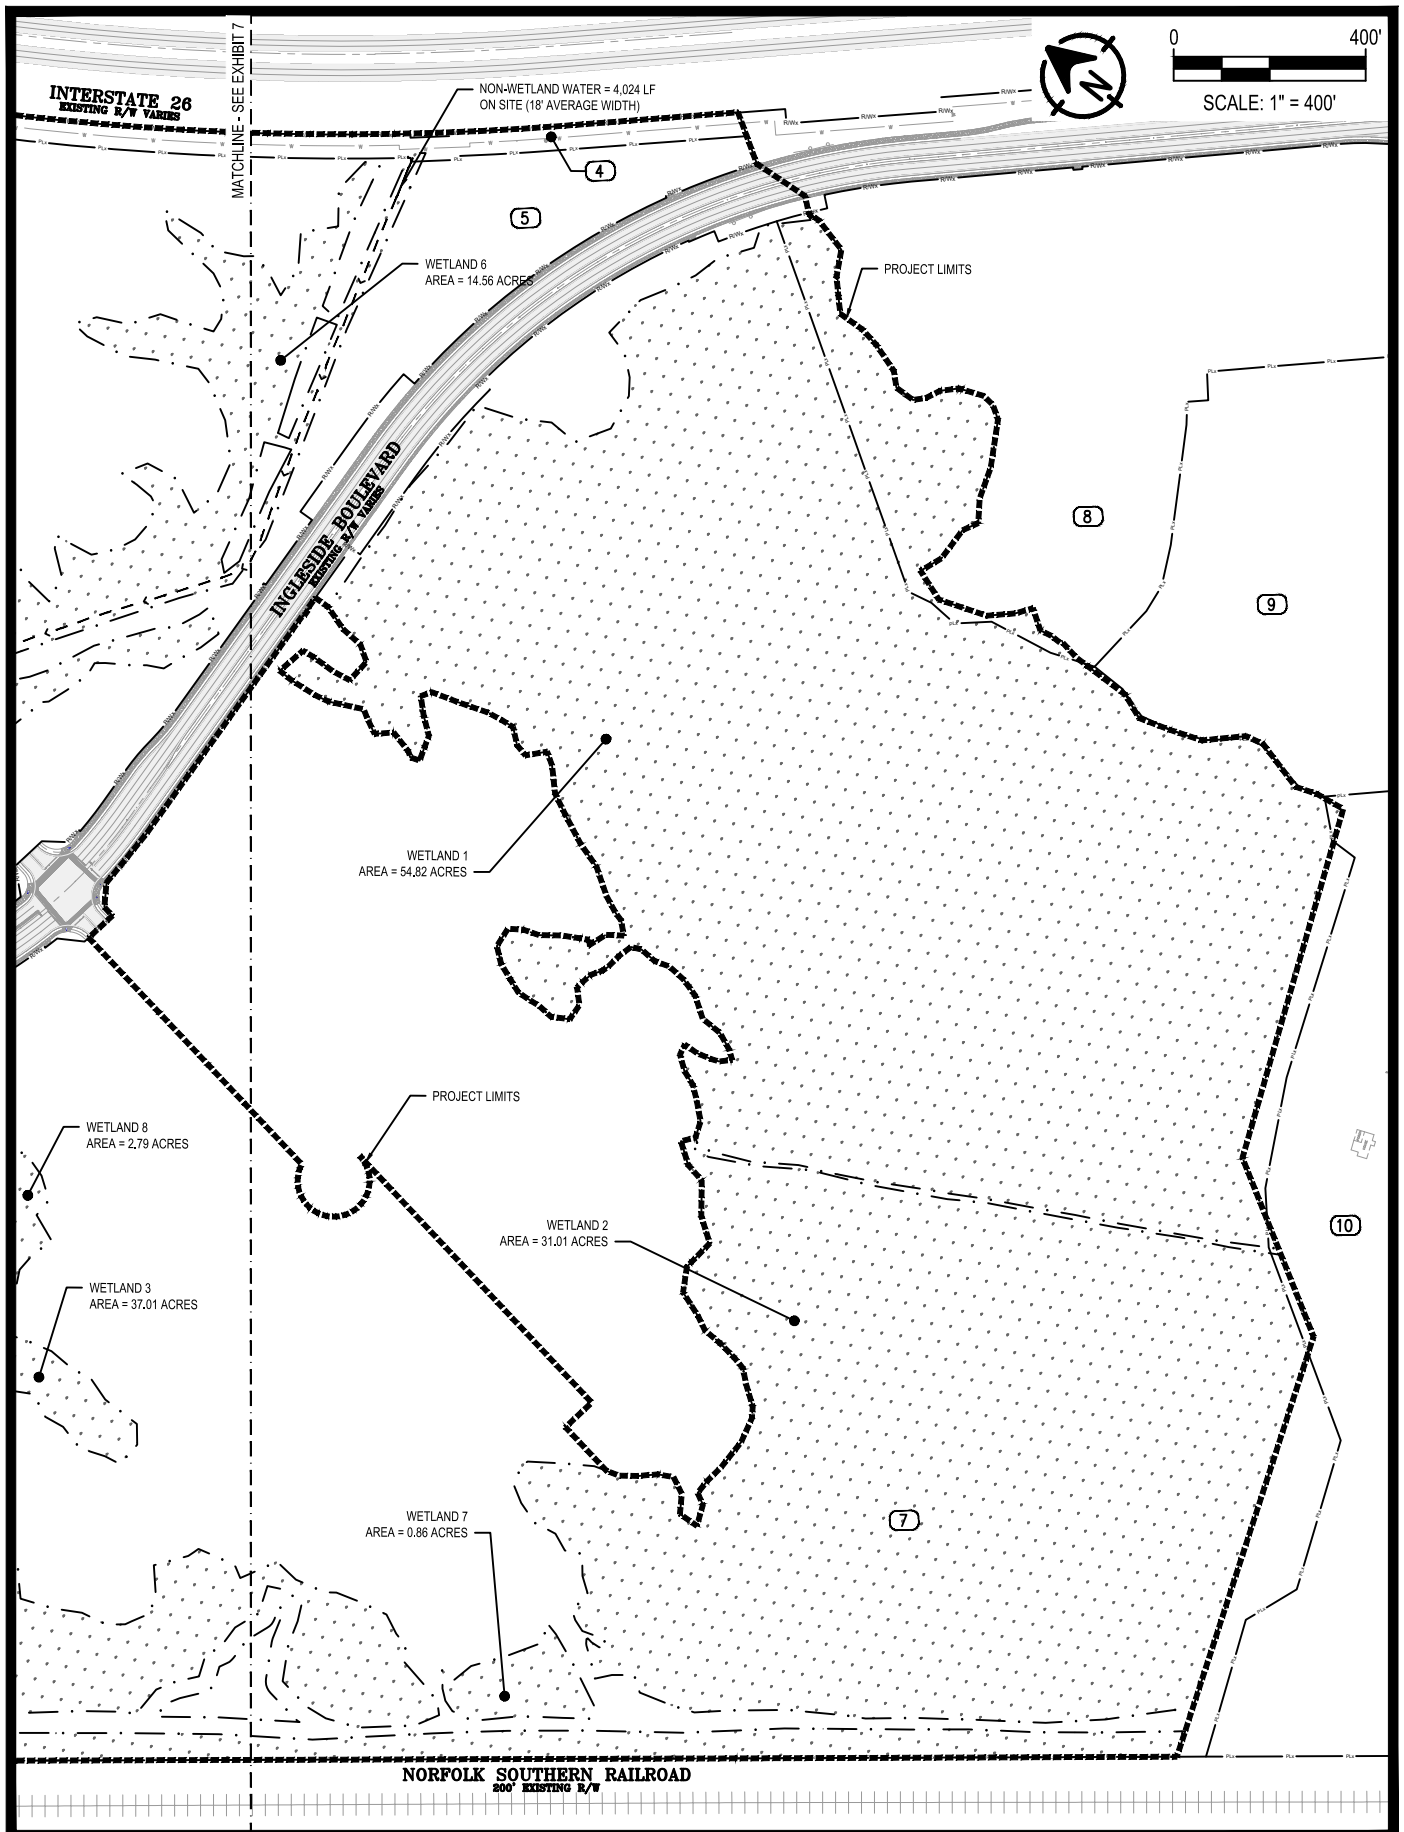 MATCHLINE - SEE EXHIBIT 7
INTERSTATE 26
EXISTING R/W VARIES
NON-WETLAND WATER = 4,024 LF
ON SITE (18' AVERAGE WIDTH)
N
0 400'
SCALE: 1" = 400'
4
5
WETLAND 6
AREA = 14.56 ACRES
PROJECT LIMITS
INGLESIDE BOULEVARD
EXISTING R/W VARIES
8
9
WETLAND 1
AREA = 54.82 ACRES
PROJECT LIMITS
WETLAND 8
AREA = 2.79 ACRES
WETLAND 2
AREA = 31.01 ACRES
10
WETLAND 3
AREA = 37.01 ACRES
WETLAND 7
AREA = 0.86 ACRES
7
NORFOLK SOUTHERN RAILROAD
200' EXISTING R/W